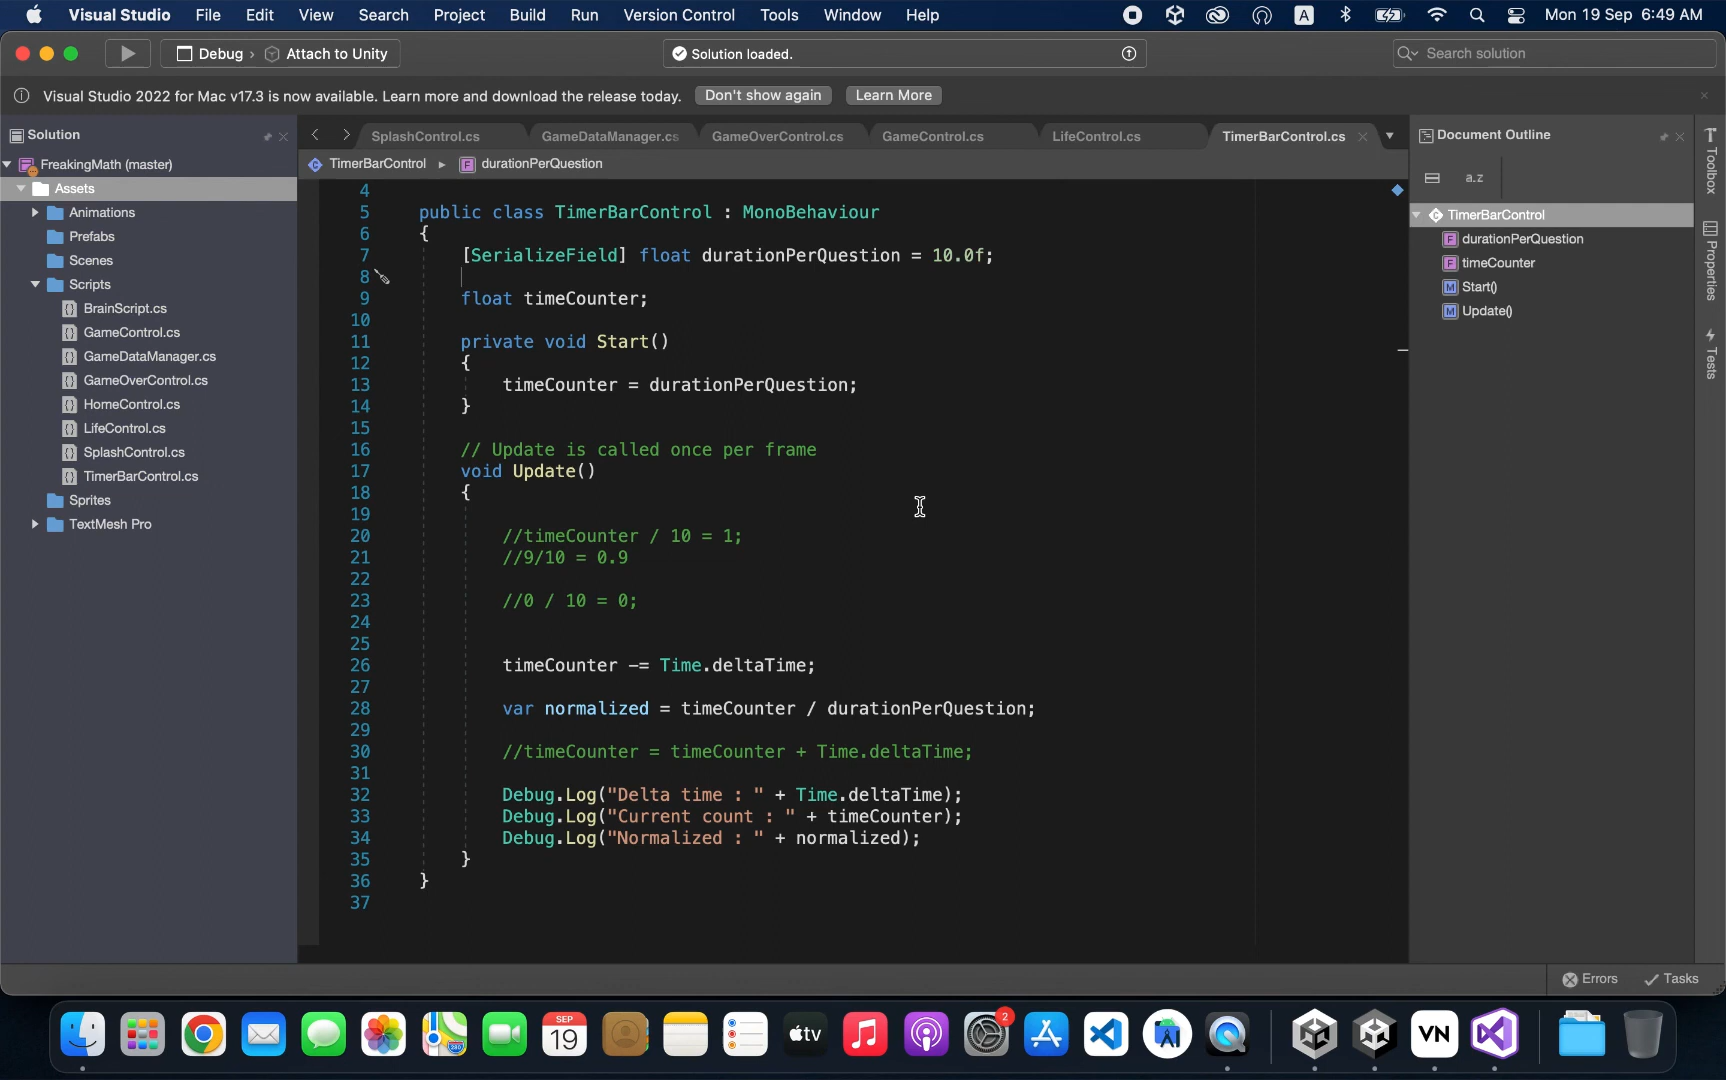 Visual Studio File Edit View Search Project Build Run Version Control Tools Window Help A Mon 19 Sep 6:49 AM
Debug › Attach to Unity Solution loaded. Search solution
Visual Studio 2022 for Mac v17.3 is now available. Learn more and download the release today. Don't show again Learn More
Solution
FreakingMath (master)
Assets
Animations
Prefabs
Scenes
Scripts
BrainScript.cs
GameControl.cs
GameDataManager.cs
GameOverControl.cs
HomeControl.cs
LifeControl.cs
SplashControl.cs
TimerBarControl.cs
Sprites
TextMesh Pro
SplashControl.cs GameDataManager.cs GameOverControl.cs GameControl.cs LifeControl.cs TimerBarControl.cs
TimerBarControl durationPerQuestion
4
5 public class TimerBarControl : MonoBehaviour
6 {
7 [SerializeField] float durationPerQuestion = 10.0f;
8
9 float timeCounter;
10
11 private void Start()
12 {
13 timeCounter = durationPerQuestion;
14 }
15
16 // Update is called once per frame
17 void Update()
18 {
19
20 //timeCounter / 10 = 1;
21 //9/10 = 0.9
22
23 //0 / 10 = 0;
24
25
26 timeCounter -= Time.deltaTime;
27
28 var normalized = timeCounter / durationPerQuestion;
29
30 //timeCounter = timeCounter + Time.deltaTime;
31
32 Debug.Log("Delta time : " + Time.deltaTime);
33 Debug.Log("Current count : " + timeCounter);
34 Debug.Log("Normalized : " + normalized);
35 }
36 }
37
Document Outline
a.z
TimerBarControl
F durationPerQuestion
F timeCounter
M Start()
M Update()
Toolbox
Properties
Tests
Errors Tasks
SEP
19
280
tv
2
VN